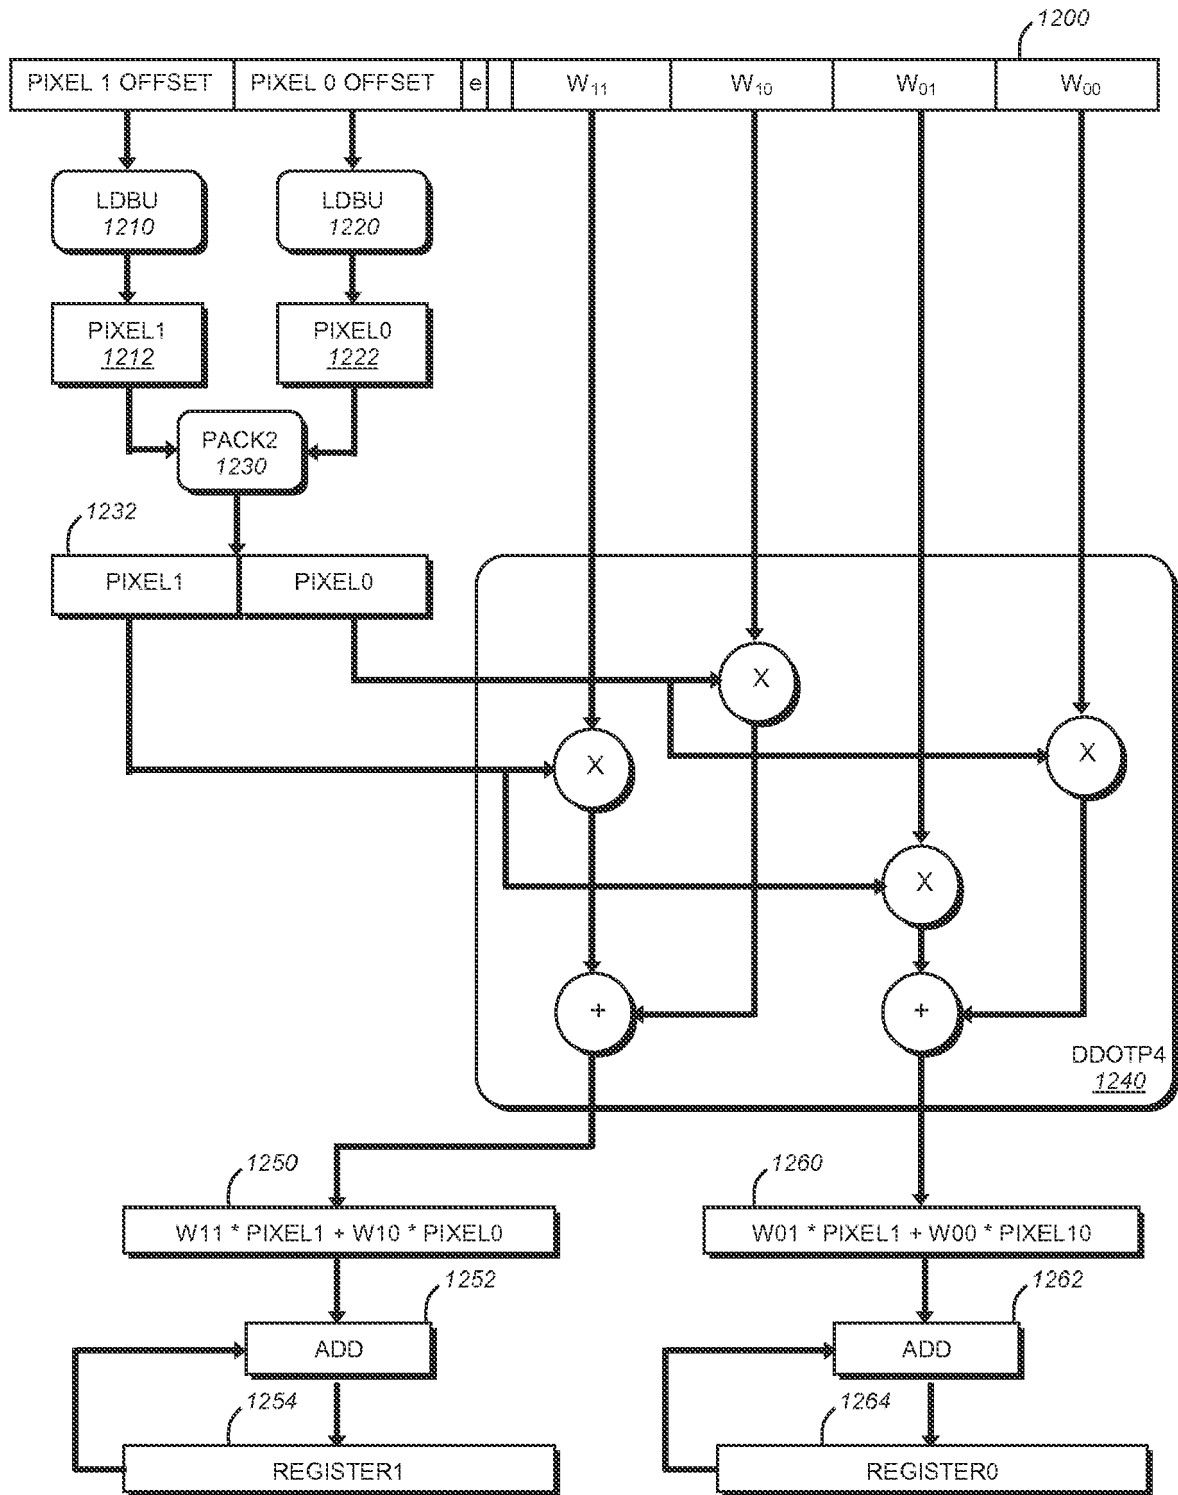 1200
PIXEL 1 OFFSET PIXEL 0 OFFSET e W11 W10 W01 W00
LDBU LDBU
1210 1220
PIXEL1 PIXEL0
1212 1222
PACK2
1230
1232
PIXEL1 PIXEL0
X
X X
X
+ +
DDOTP4
1240
1250 1260
W11 * PIXEL1 + W10 * PIXEL0 W01 * PIXEL1 + W00 * PIXEL10
1252 1262
ADD ADD
1254 1264
REGISTER1 REGISTER0